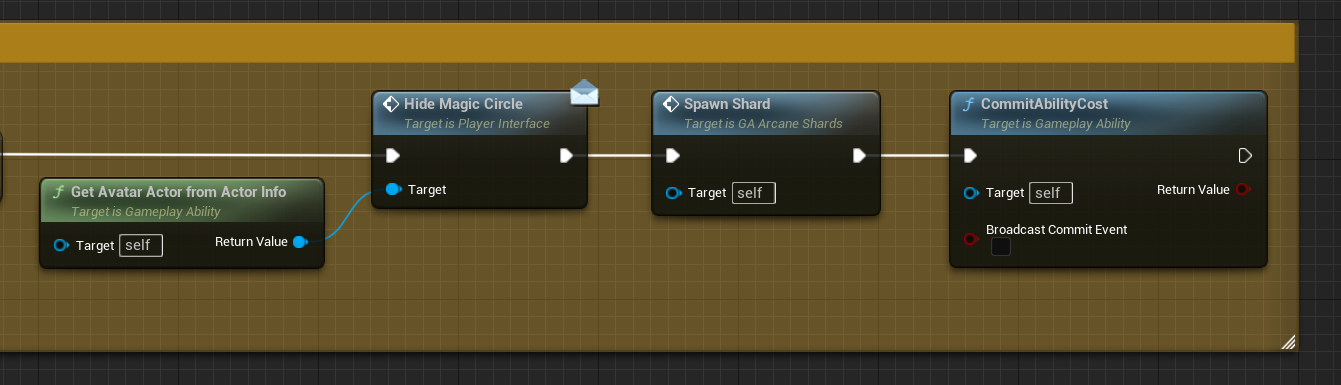 Hide Magic Circle
Target is Player Interface
Target
Spawn Shard
Target is GA Arcane Shards
Target self
f CommitAbilityCost
Target is Gameplay Ability
Target self
Return Value
Broadcast Commit Event
f Get Avatar Actor from Actor Info
Target is Gameplay Ability
Target self
Return Value